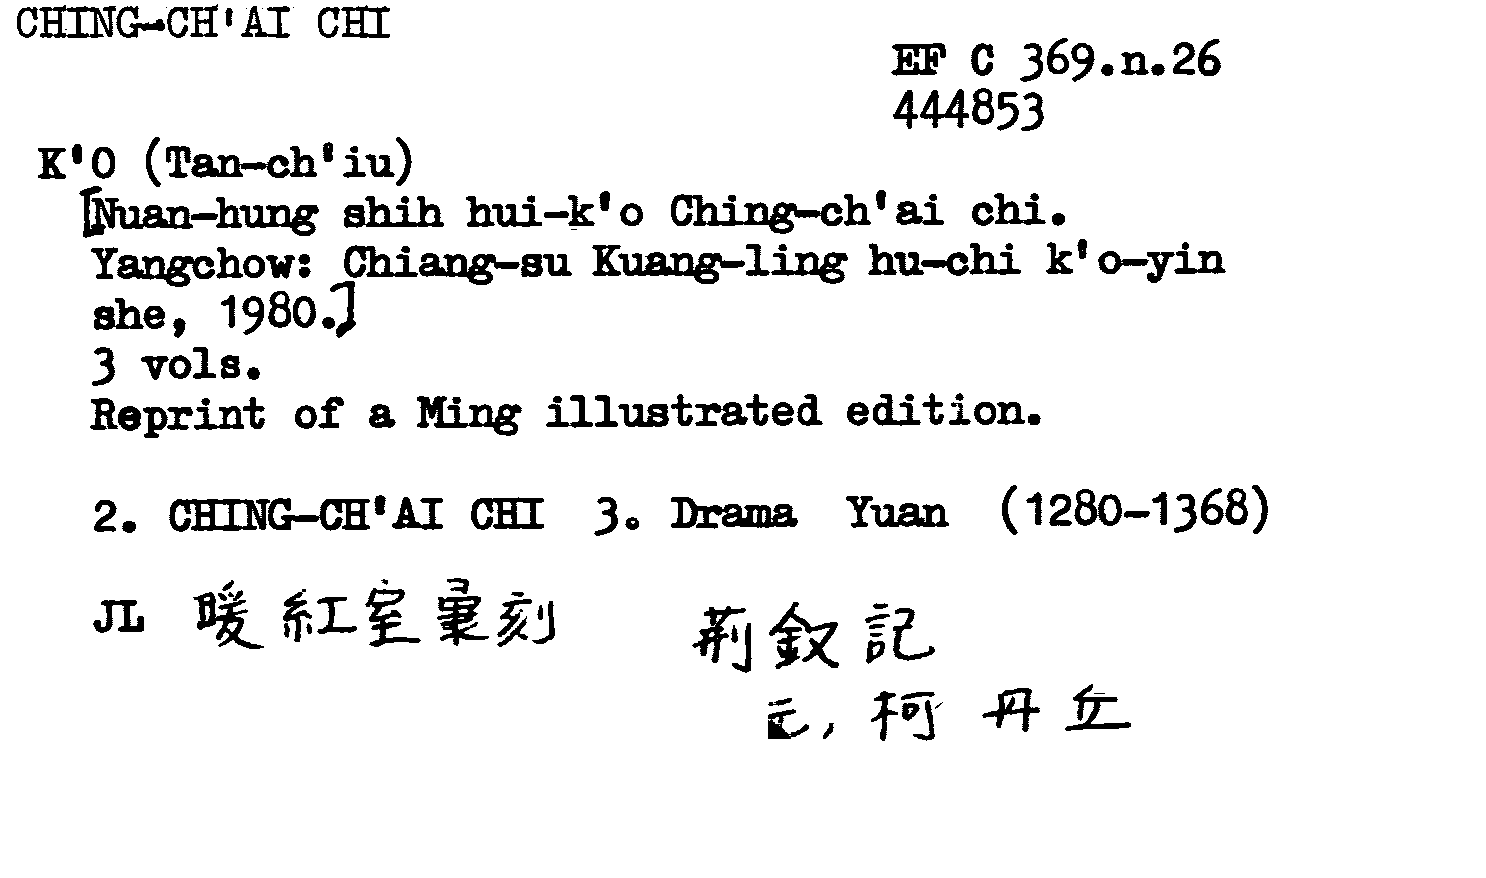 CHING-CH'AI CHI
EF C 369.n.26
444853
K'O (Tan-ch'iu)
[Nuan-hung shih hui-k'o Ching-ch'ai chi.
Yangchow: Chiang-su Kuang-ling hu-chi k'o-yin
she, 1980.]
3 vols.
Reprint of a Ming illustrated edition.
2. CHING-CH'AI CHI 3. Drama Yuan (1280-1368)
JL 暖紅室彙刻 荊釵記
元, 柯丹丘